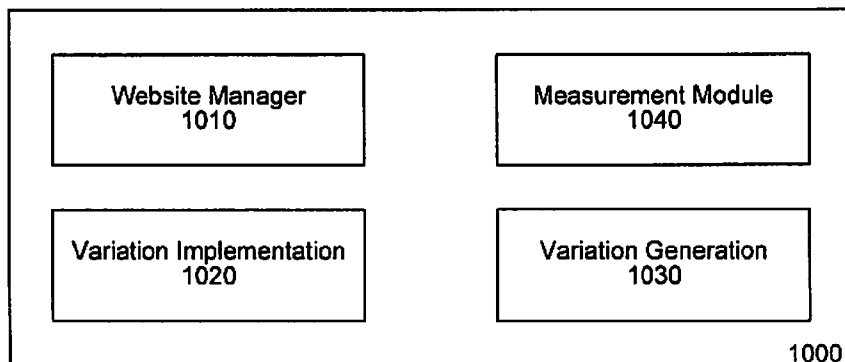 Website Manager
1010
Measurement Module
1040
Variation Implementation
1020
Variation Generation
1030
1000